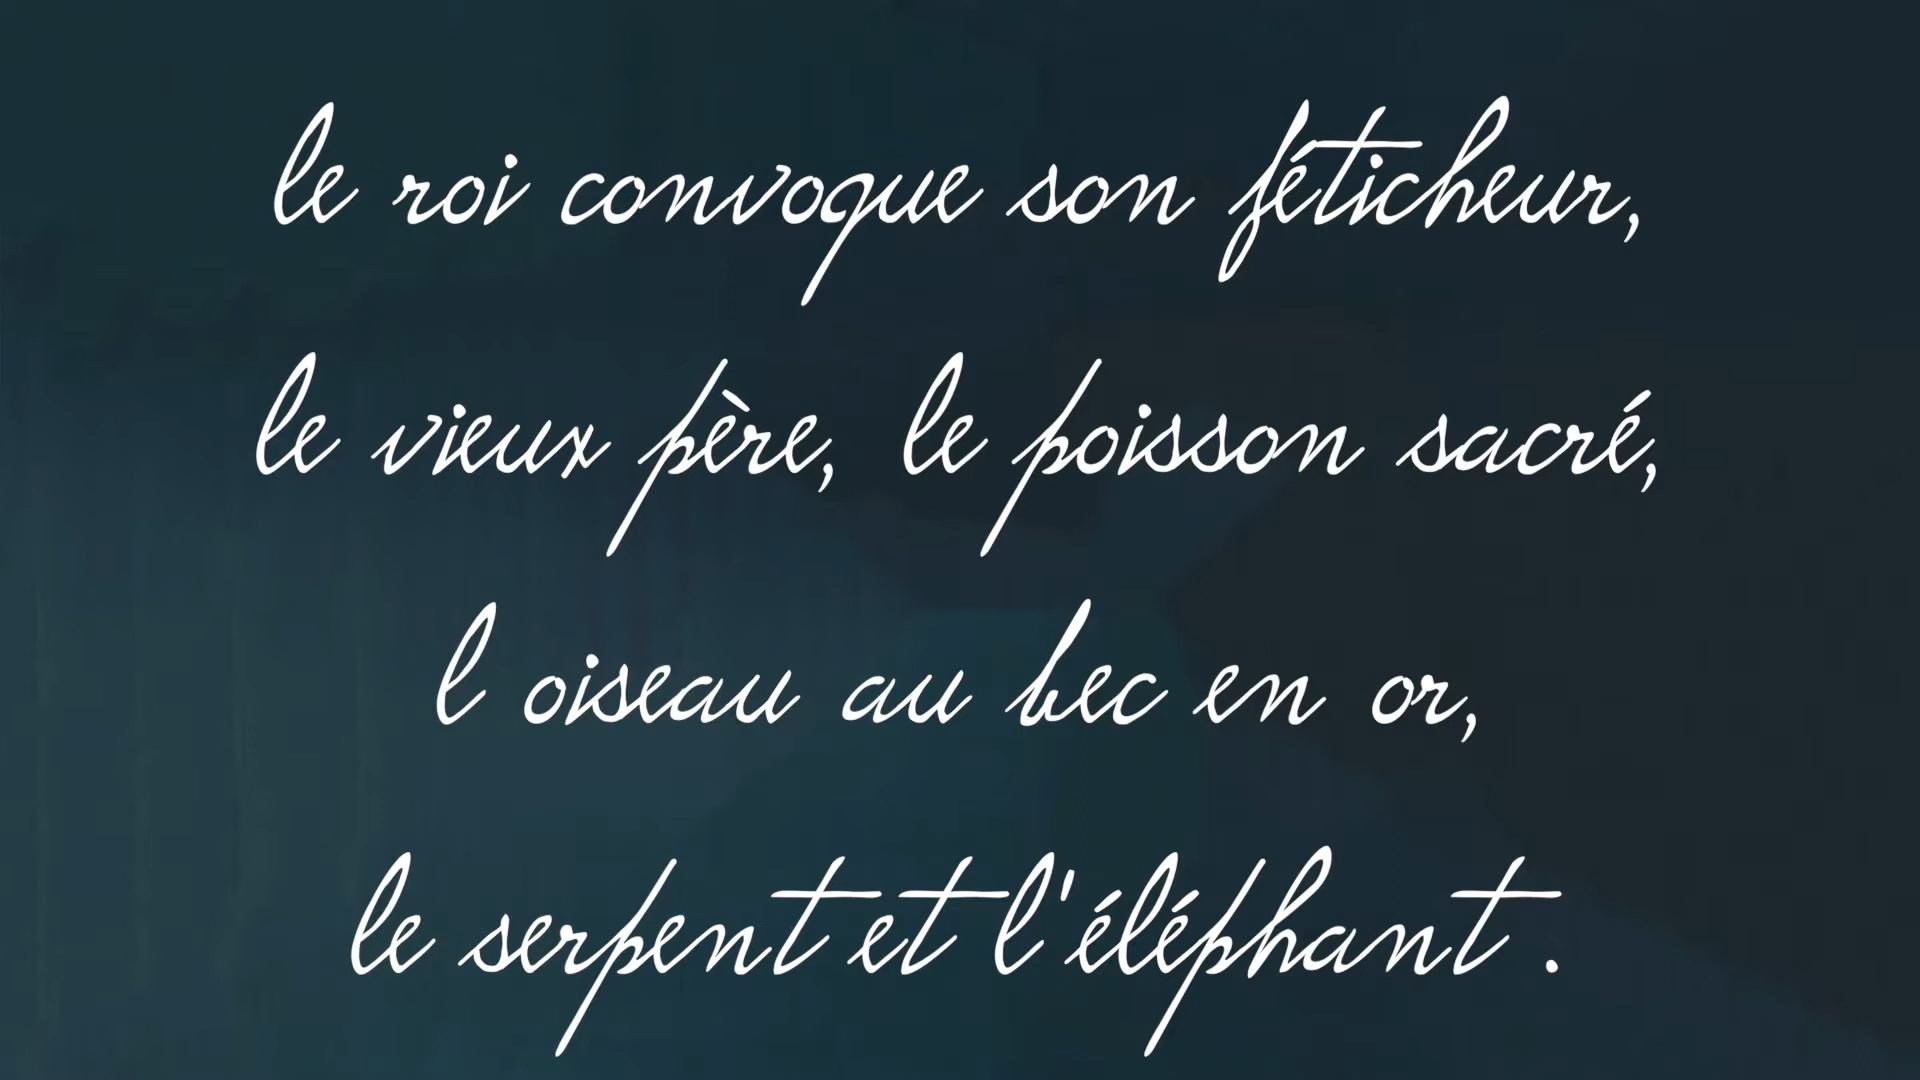 le roi convoque son féticheur,
le vieux père, le poisson sacré,
l oiseau au bec en or,
le serpent et l'éléphant.